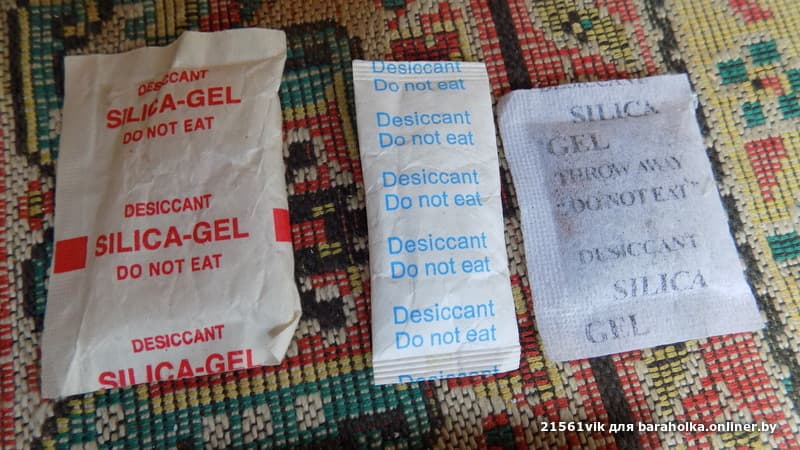 DESICCANT
SILICA-GEL
DO NOT EAT
DESICCANT
SILICA-GEL
DO NOT EAT
DESICCANT
SILICA-GEL
Desiccant
Do not eat
Desiccant
Do not eat
Desiccant
Do not eat
Desiccant
Do not eat
Desiccant
Do not eat
Desiccant
DESICCANT
SILICA
GEL
THROW AWAY
"DO NOT EAT"
DESICCANT
SILICA
GEL
21561vik для baraholka.onliner.by